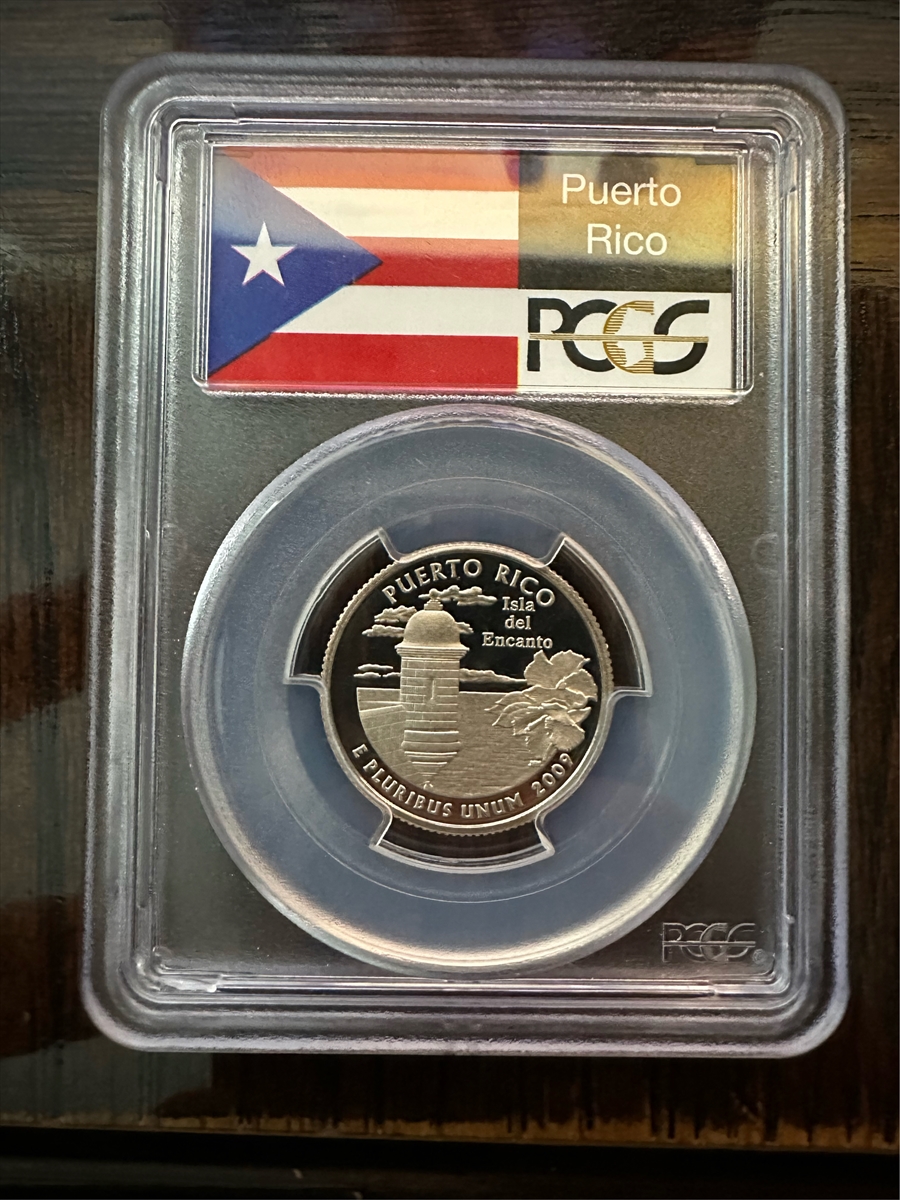 Puerto
Rico
PCGS
PUERTO RICO
Isla
del
Encanto
E PLURIBUS UNUM 2009
PCGS®